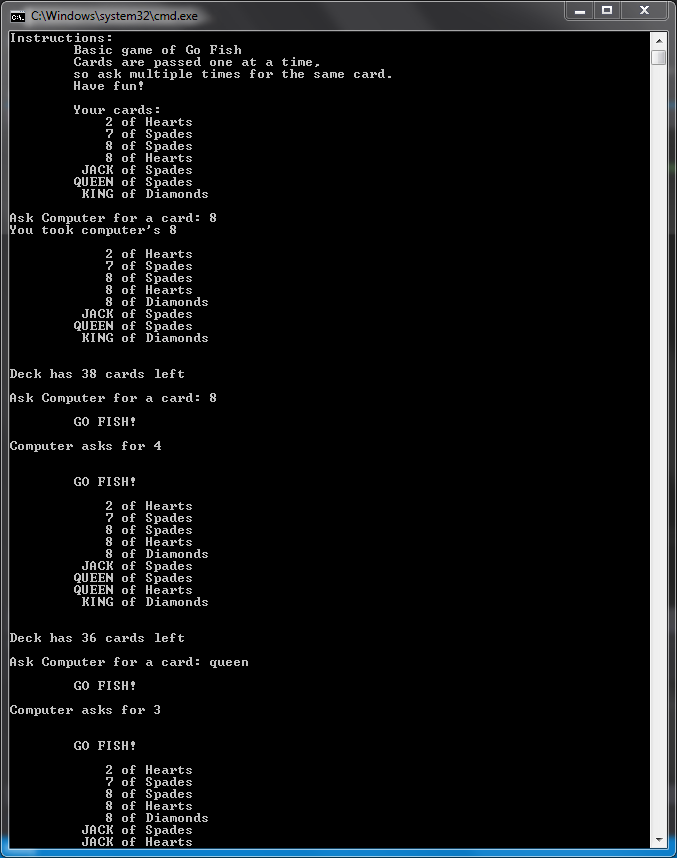 C:\Windows\system32\cmd.exe
Instructions:
Basic game of Go Fish
Cards are passed one at a time,
so ask multiple times for the same card.
Have fun!
Your cards:
2 of Hearts
7 of Spades
8 of Spades
8 of Hearts
JACK of Spades
QUEEN of Spades
KING of Diamonds
Ask Computer for a card: 8
You took computer's 8
2 of Hearts
7 of Spades
8 of Spades
8 of Hearts
8 of Diamonds
JACK of Spades
QUEEN of Spades
KING of Diamonds
Deck has 38 cards left
Ask Computer for a card: 8
GO FISH!
Computer asks for 4
GO FISH!
2 of Hearts
7 of Spades
8 of Spades
8 of Hearts
8 of Diamonds
JACK of Spades
QUEEN of Spades
QUEEN of Hearts
KING of Diamonds
Deck has 36 cards left
Ask Computer for a card: queen
GO FISH!
Computer asks for 3
GO FISH!
2 of Hearts
7 of Spades
8 of Spades
8 of Hearts
8 of Diamonds
JACK of Spades
JACK of Hearts